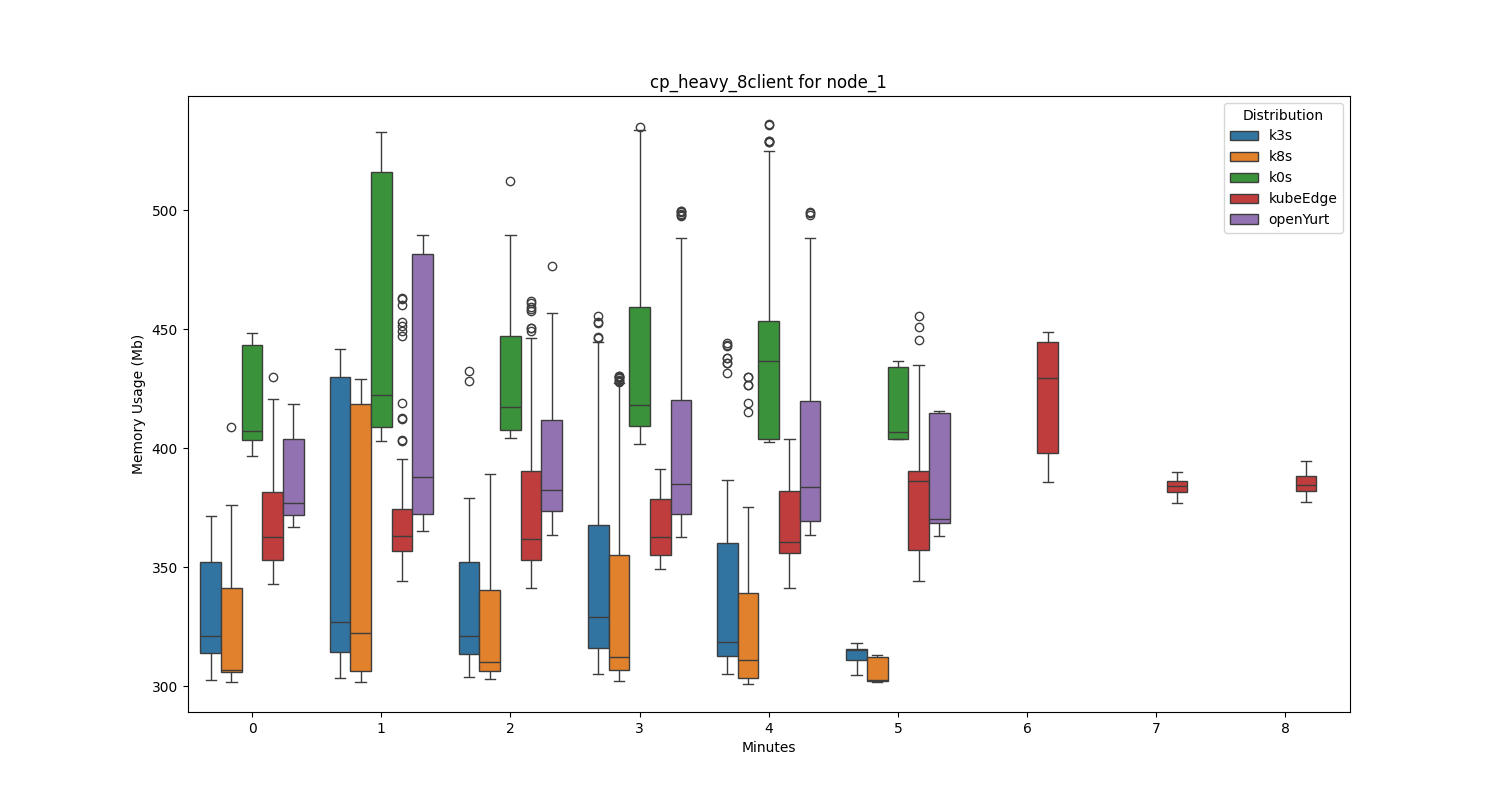 cp_heavy_8client for node_1
Distribution
k3s
k8s
k0s
kubeEdge
openYurt
Memory Usage (Mb)
500
450
400
350
300
0 1 2 3 4 5 6 7 8
Minutes